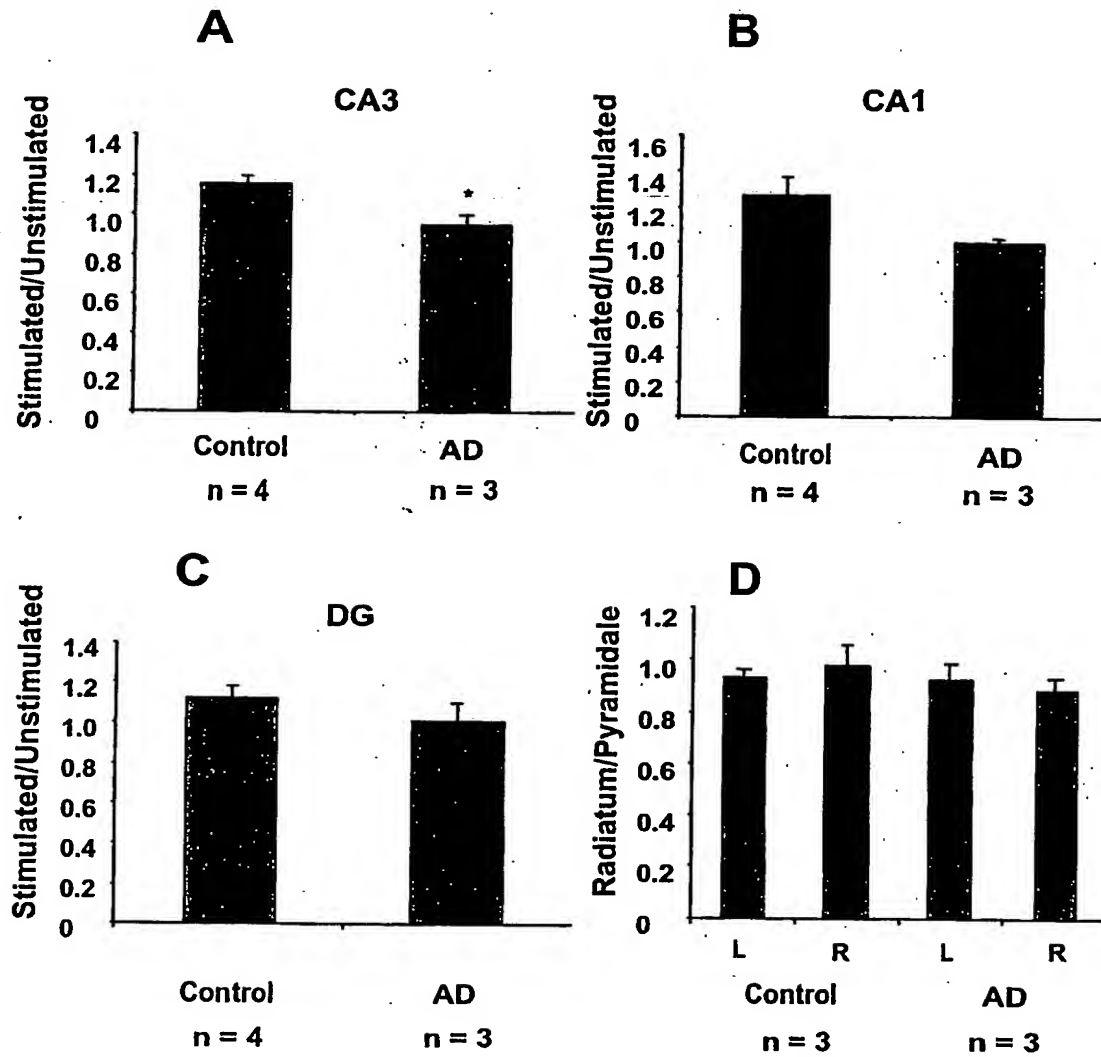 A
CA3
Stimulated/Unstimulated
1.4
1.2
1.0
0.8
0.6
0.4
0.2
0
*
Control
AD
n = 4
n = 3
B
CA1
Stimulated/Unstimulated
1.6
1.4
1.2
1.0
0.8
0.6
0.4
0.2
0
Control
AD
n = 4
n = 3
C
DG
Stimulated/Unstimulated
1.4
1.2
1.0
0.8
0.6
0.4
0.2
0
Control
AD
n = 4
n = 3
D
Radiatum/Pyramidale
1.2
1.0
0.8
0.6
0.4
0.2
0
L
R
L
R
Control
AD
n = 3
n = 3